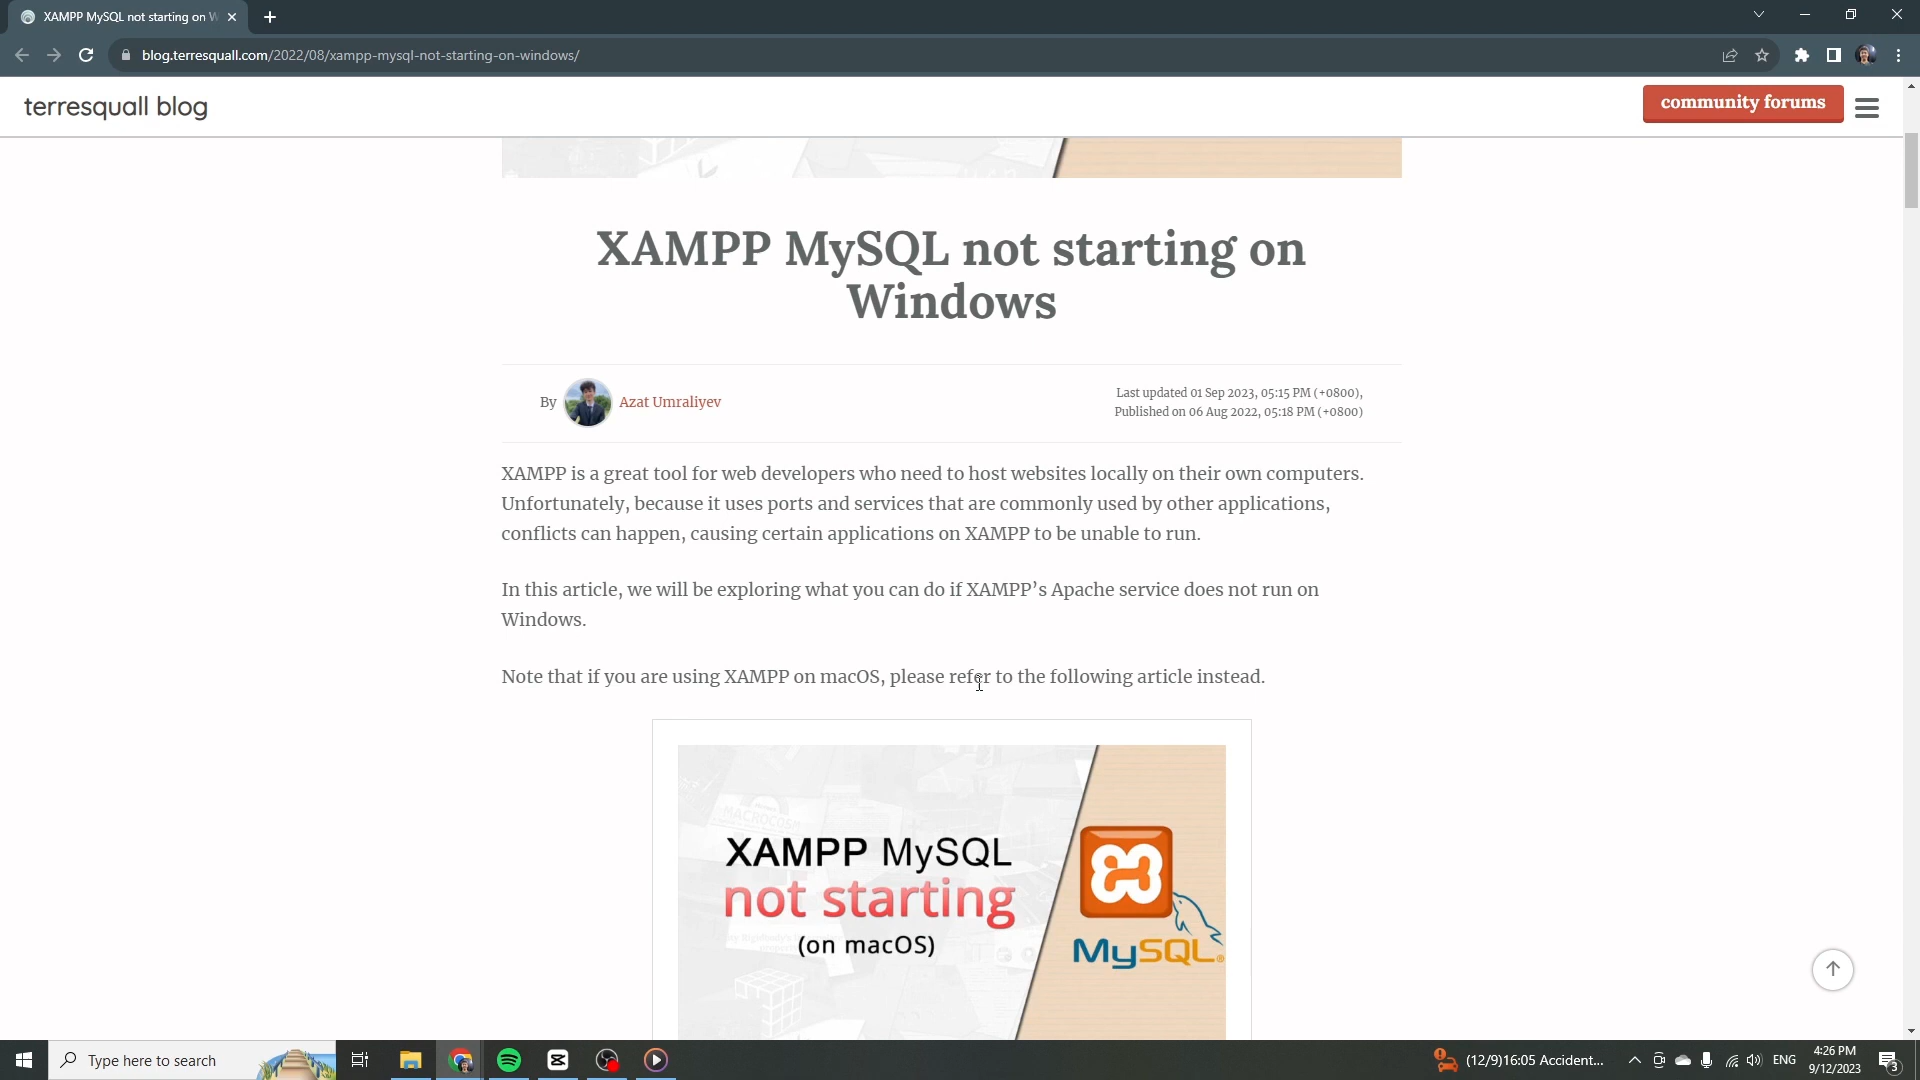 XAMPP MySQL not starting on W
blog.terresquall.com/2022/08/xampp-mysql-not-starting-on-windows/
terresquall blog
community forums
XAMPP MySQL not starting on
Windows
By Azat Umraliyev
Last updated 01 Sep 2023, 05:15 PM (+0800),
Published on 06 Aug 2022, 05:18 PM (+0800)
XAMPP is a great tool for web developers who need to host websites locally on their own computers.
Unfortunately, because it uses ports and services that are commonly used by other applications,
conflicts can happen, causing certain applications on XAMPP to be unable to run.
In this article, we will be exploring what you can do if XAMPP’s Apache service does not run on
Windows.
Note that if you are using XAMPP on macOS, please refer to the following article instead.
MACROCOEM
XAMPP MySQL
not starting
(on macOS)
MySQL
Type here to search
(12/9)16:05 Accident...
ENG
4:26 PM
9/12/2023
3